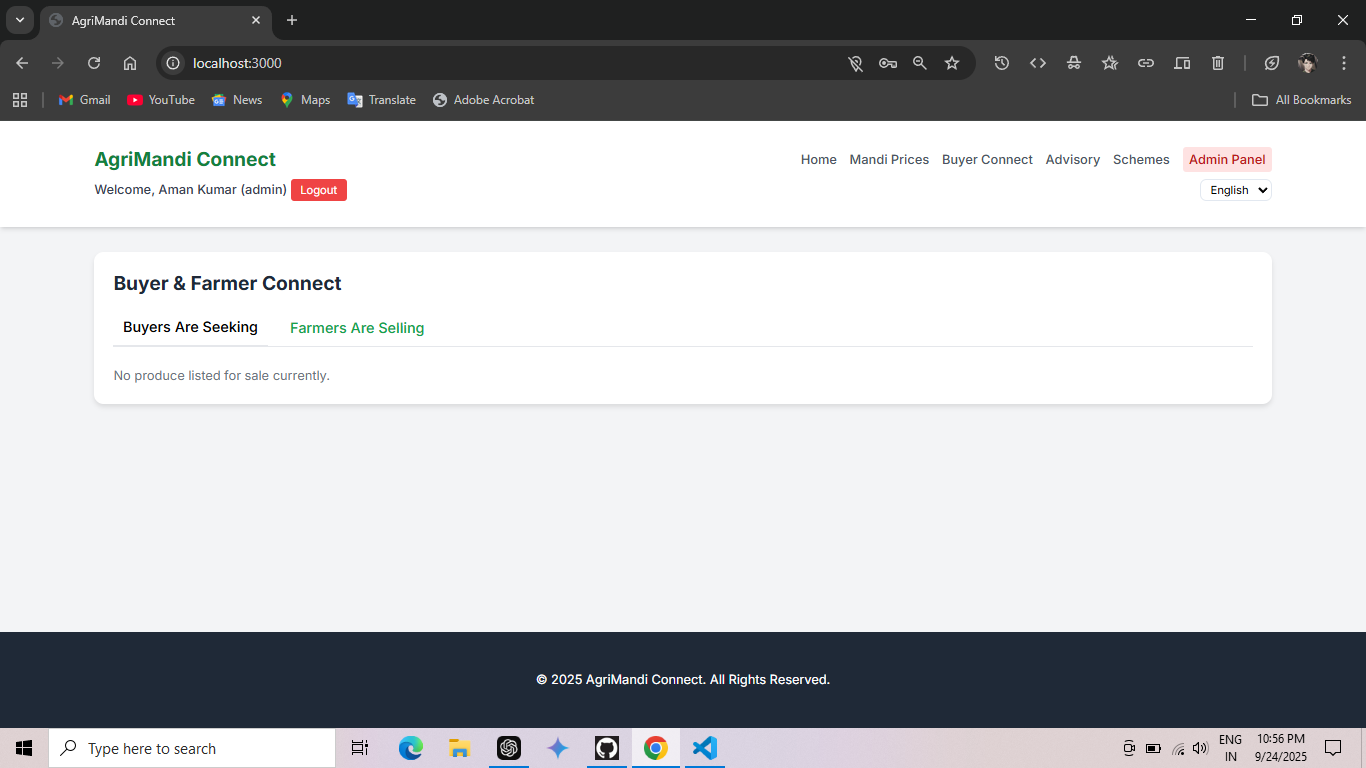 AgriMandi Connect
localhost:3000
Gmail YouTube News Maps Translate Adobe Acrobat All Bookmarks
AgriMandi Connect
Home Mandi Prices Buyer Connect Advisory Schemes Admin Panel
Welcome, Aman Kumar (admin) Logout
English
Buyer & Farmer Connect
Buyers Are Seeking Farmers Are Selling
No produce listed for sale currently.
© 2025 AgriMandi Connect. All Rights Reserved.
Type here to search
ENG 10:56 PM
IN 9/24/2025